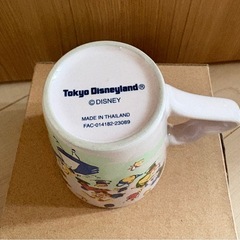 Tokyo Disneyland®
© DISNEY
MADE IN THAILAND
FAC-014182-23089